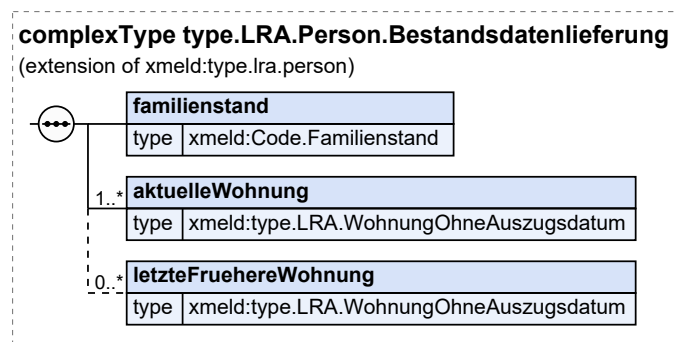 complexType type.LRA.Person.Bestandsdatenlieferung
(extension of xmeld:type.lra.person)
familienstand
type xmeld:Code.Familienstand
1..* aktuelleWohnung
type xmeld:type.LRA.WohnungOhneAuszugsdatum
0..* letzteFruehereWohnung
type xmeld:type.LRA.WohnungOhneAuszugsdatum